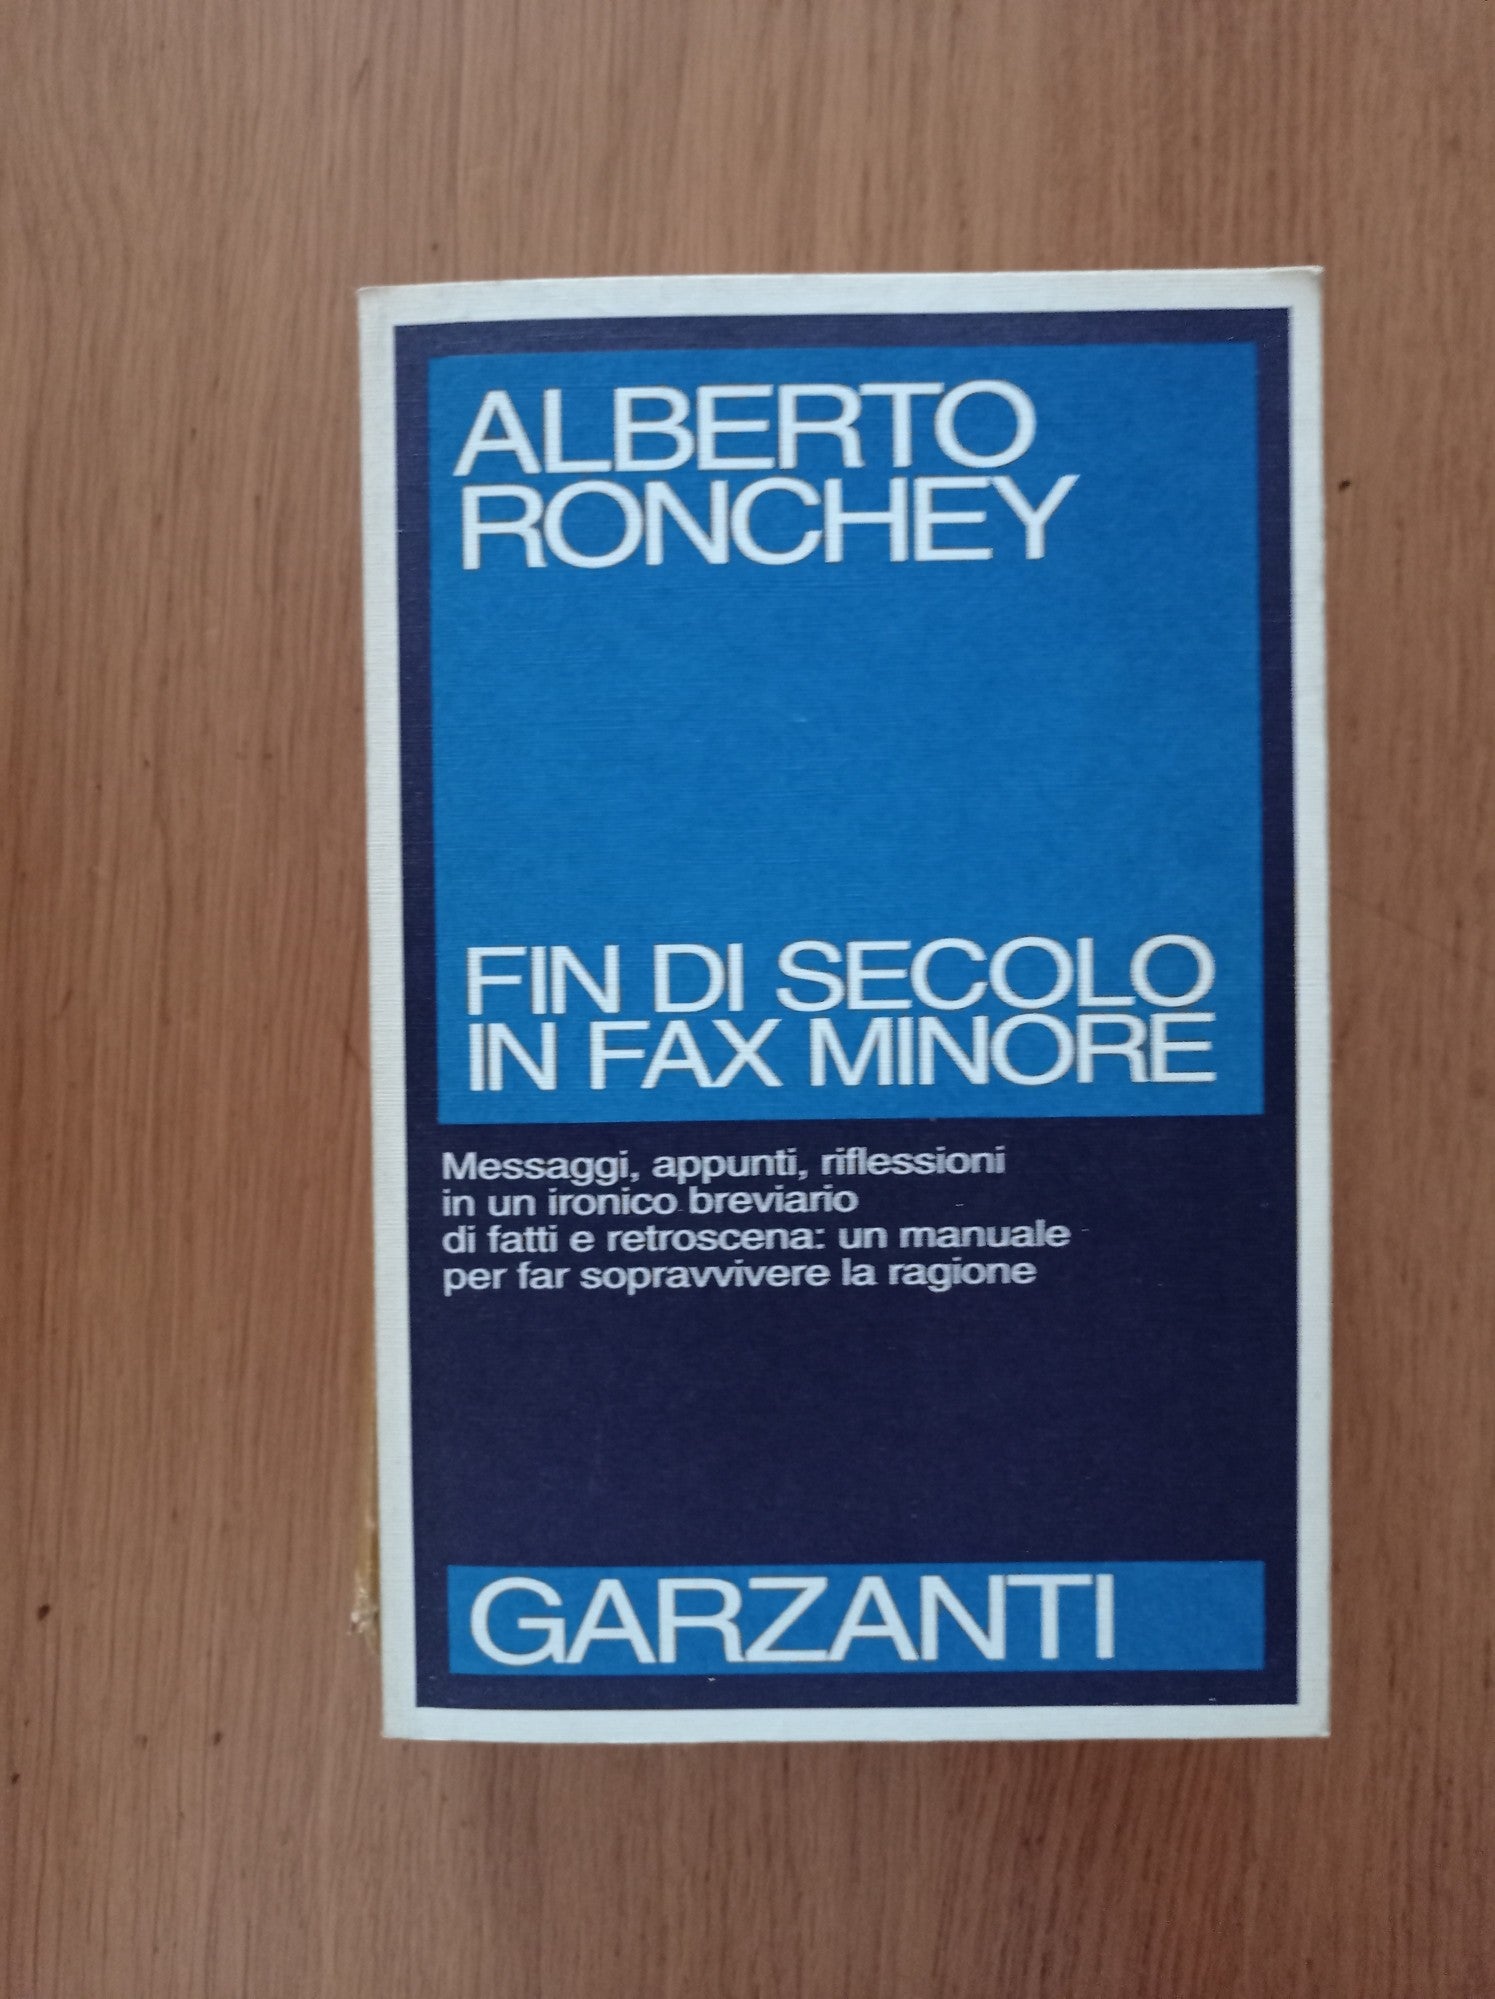 ALBERTO
RONCHEY
FIN DI SECOLO
IN FAX MINORE
Messaggi, appunti, riflessioni
in un ironico breviario
di fatti e retroscena: un manuale
per far sopravvivere la ragione
GARZANTI